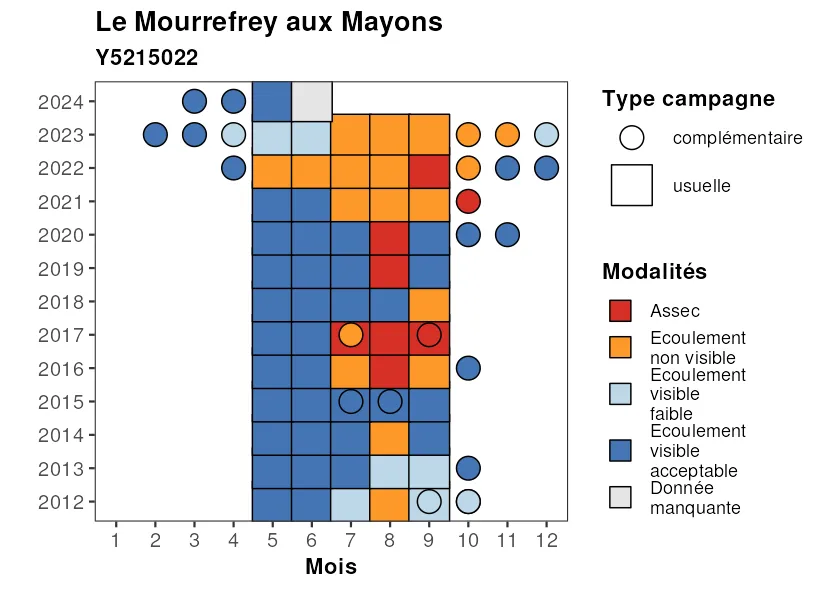 Le Mourrefrey aux Mayons
Y5215022
2024
2023
2022
2021
2020
2019
2018
2017
2016
2015
2014
2013
2012
1 2 3 4 5 6 7 8 9 10 11 12
Mois
Type campagne
complémentaire
usuelle
Modalités
Assec
Ecoulement
non visible
Ecoulement
visible
faible
Ecoulement
visible
acceptable
Donnée
manquante